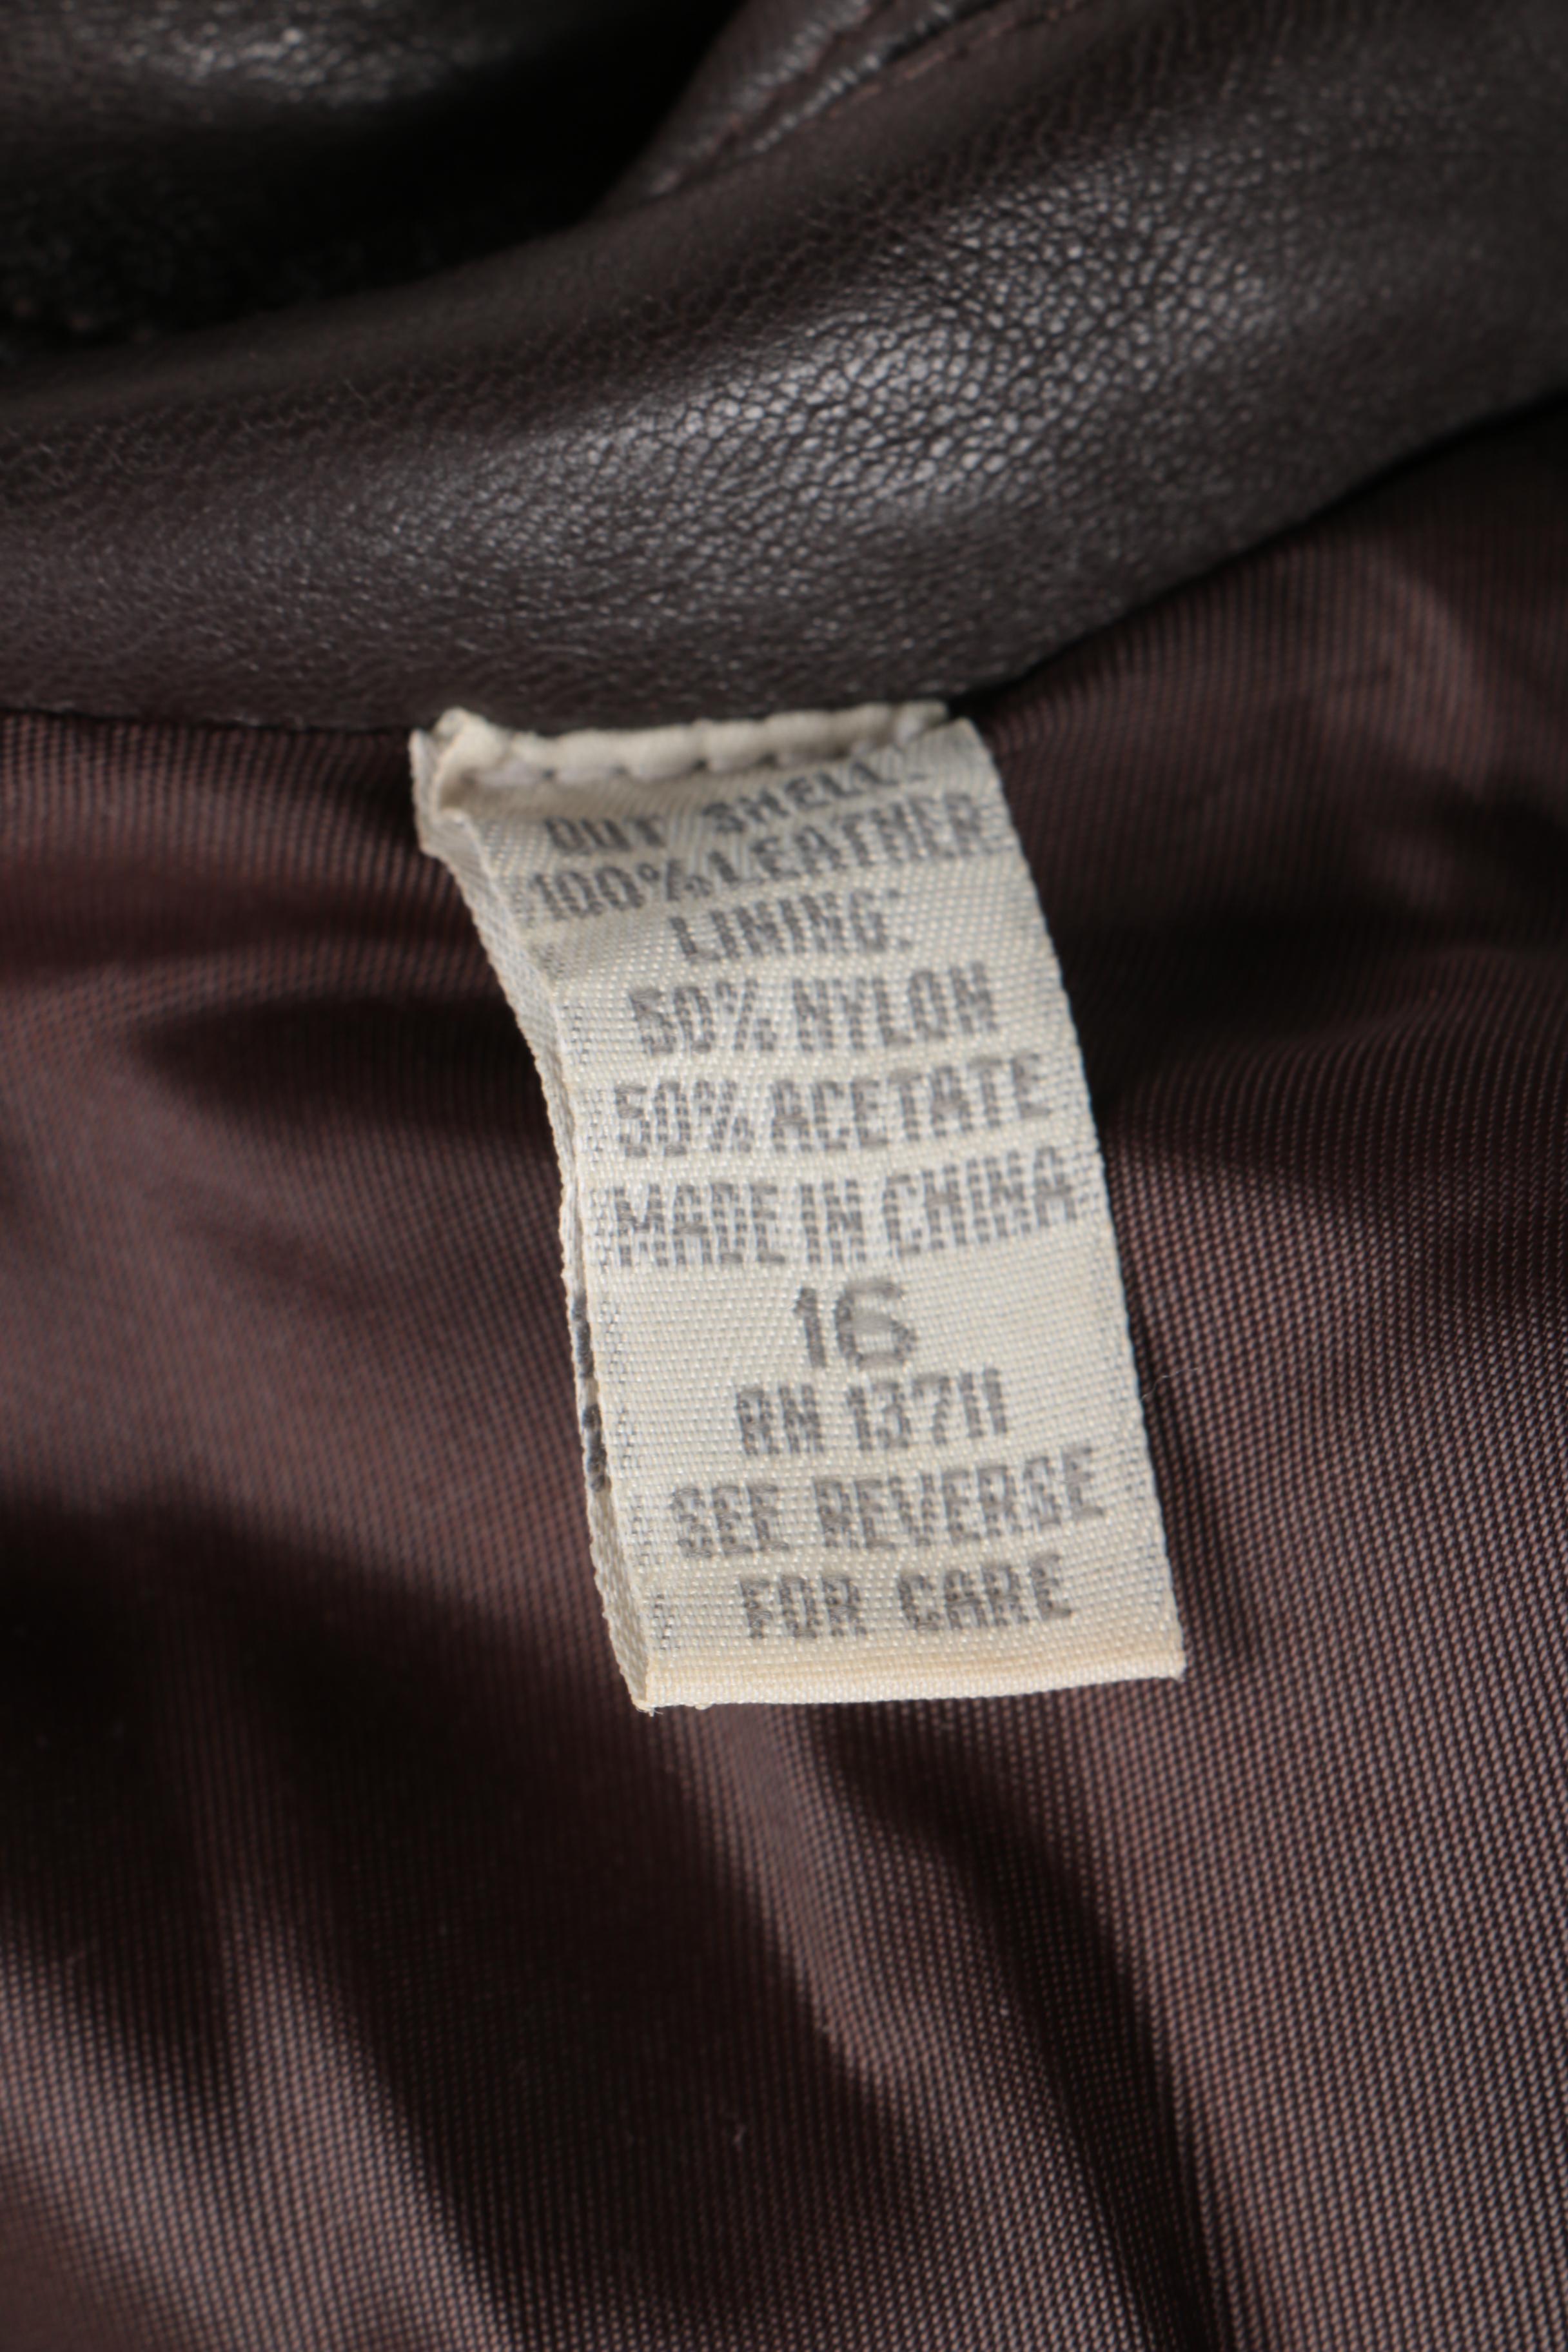 OUT SHELL:
100% LEATHER
LINING:
50% NYLON
50% ACETATE
MADE IN CHINA
16
RN 13711
SEE REVERSE
FOR CARE